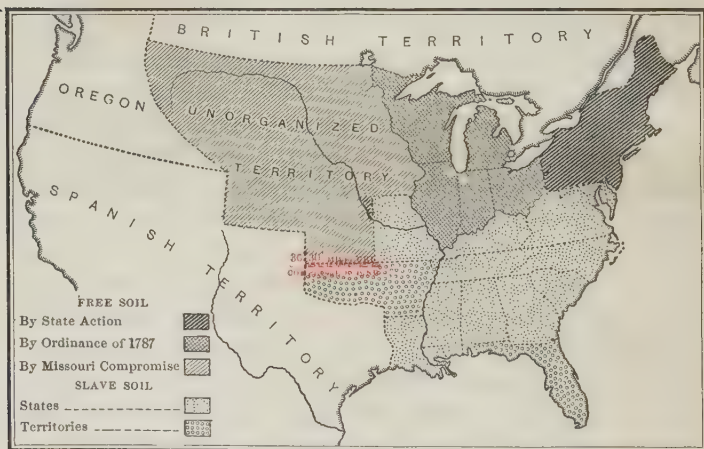 BRITISH TERRITORY
OREGON
UNORGANIZED
TERRITORY
SPANISH TERRITORY
FREE SOIL
By State Action
By Ordinance of 1787
By Missouri Compromise
SLAVE SOIL
States
Territories